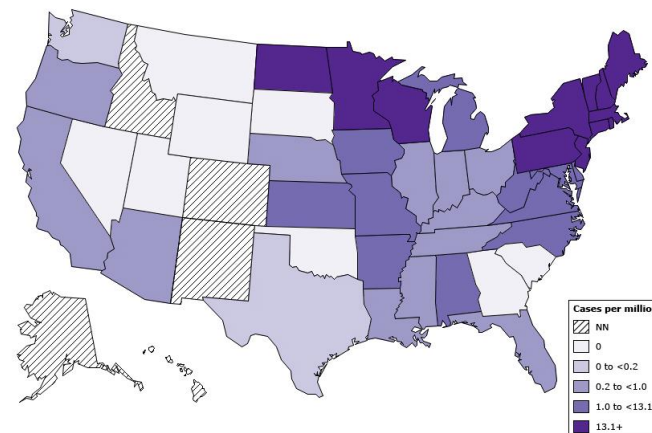 Cases per millio
NN
0
0 to <0.2
0.2 to <1.0
1.0 to <13.1
13.1+